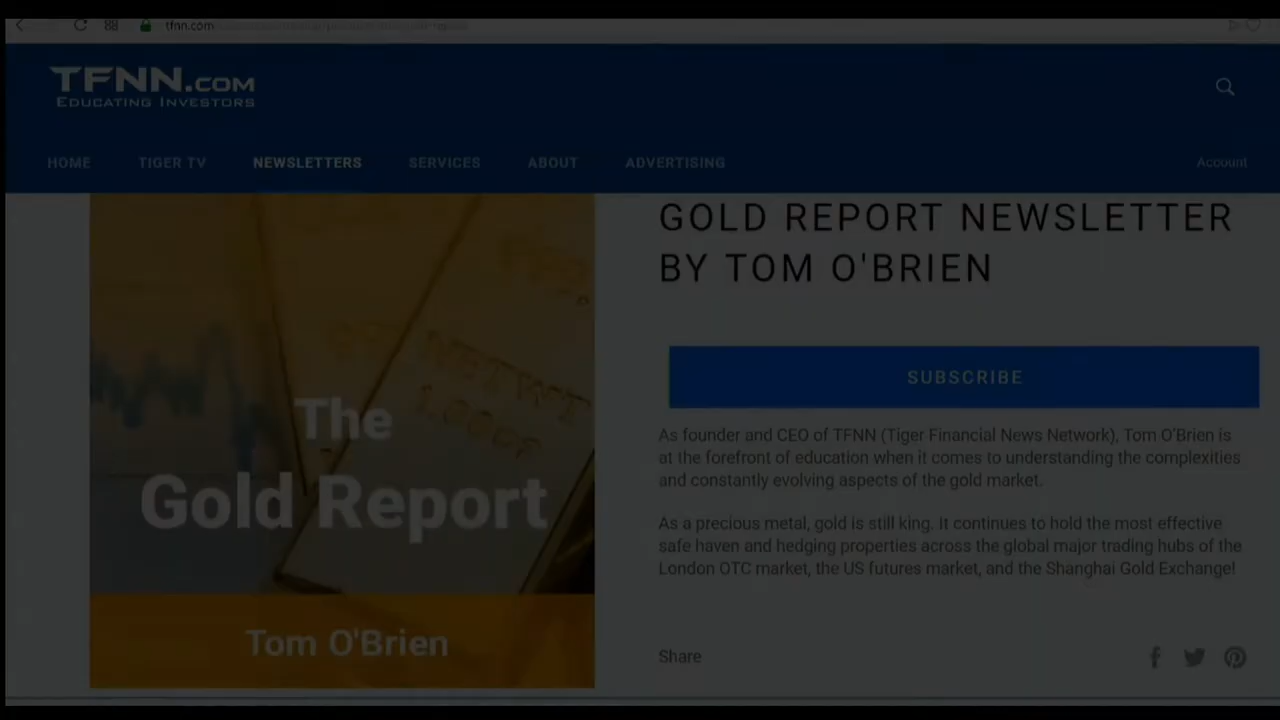 tfnn.com
TFNN.COM
EDUCATING INVESTORS
HOME TIGER TV NEWSLETTERS SERVICES ABOUT ADVERTISING Account
The
Gold Report
Tom O'Brien
GOLD REPORT NEWSLETTER
BY TOM O'BRIEN
SUBSCRIBE
As founder and CEO of TFNN (Tiger Financial News Network), Tom O'Brien is
at the forefront of education when it comes to understanding the complexities
and constantly evolving aspects of the gold market.
As a precious metal, gold is still king. It continues to hold the most effective
safe haven and hedging properties across the global major trading hubs of the
London OTC market, the US futures market, and the Shanghai Gold Exchange!
Share